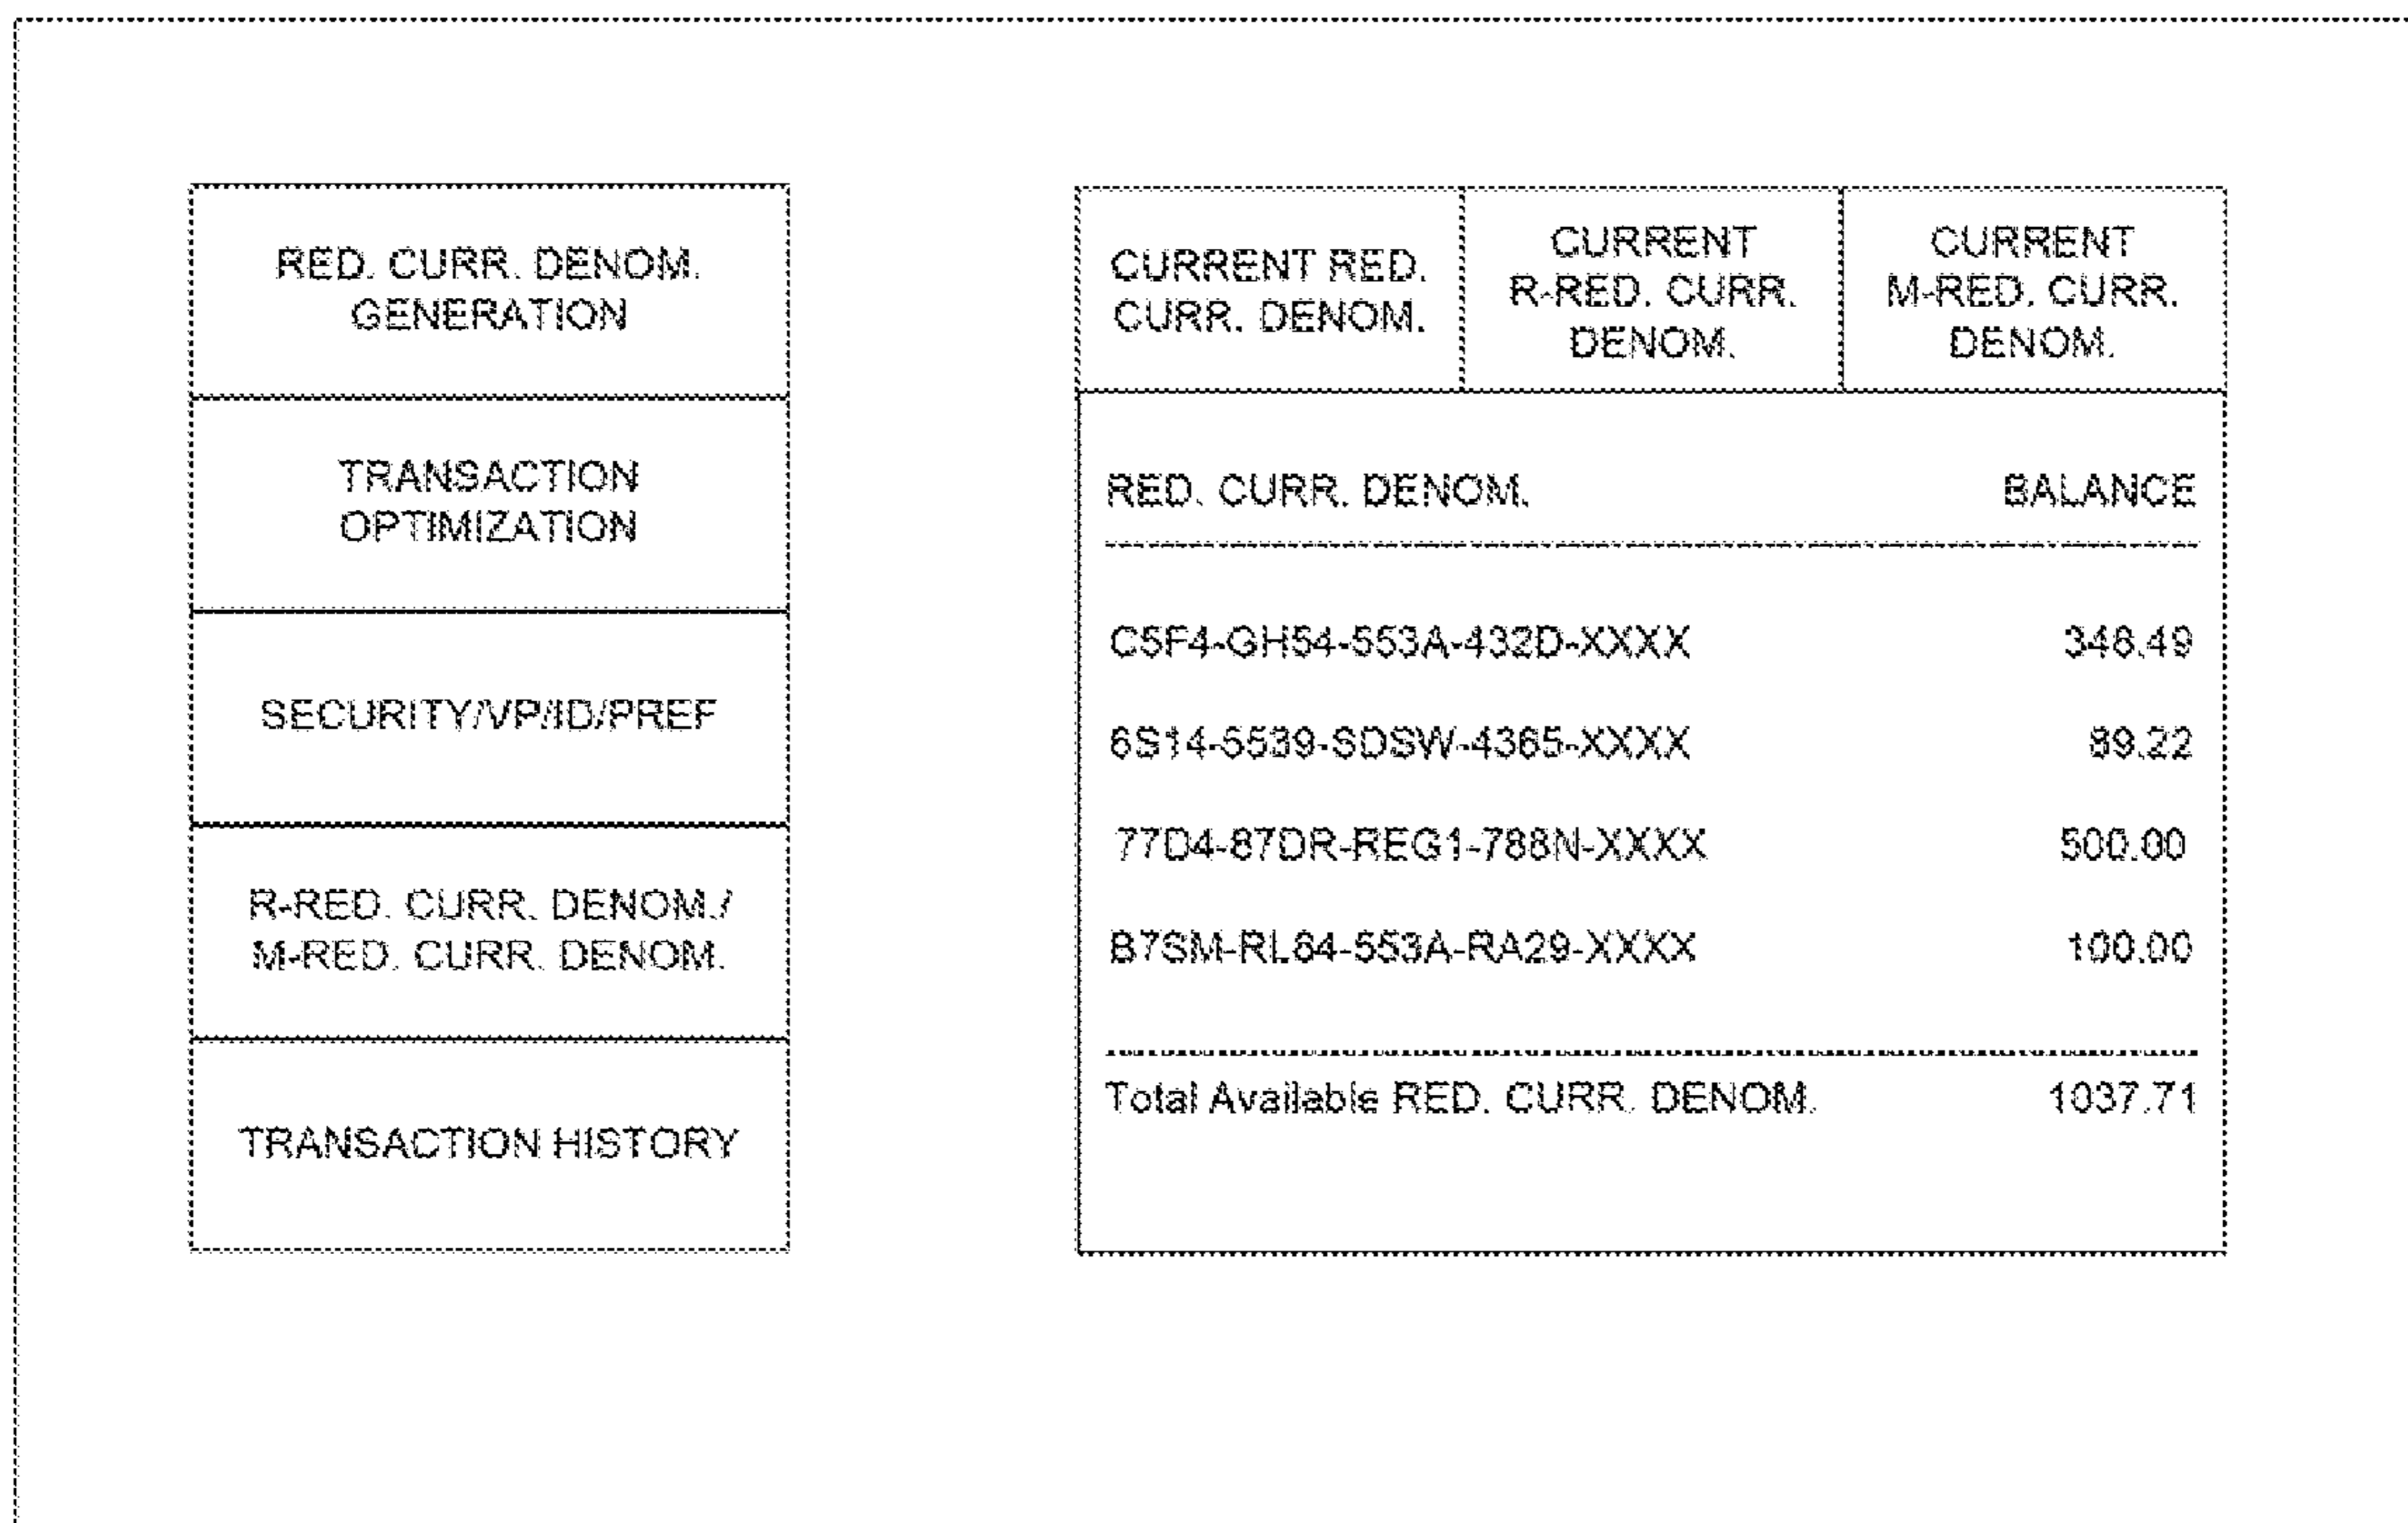 RED. CURR. DENOM.
GENERATION
TRANSACTION
OPTIMIZATION
SECURITY/VP/ID/PREF
R-RED. CURR. DENOM./
M-RED. CURR. DENOM.
TRANSACTION HISTORY
CURRENT RED.
CURR. DENOM.
CURRENT
R-RED. CURR.
DENOM.
CURRENT
M-RED. CURR.
DENOM.
RED. CURR. DENOM. BALANCE
C5F4-GH54-553A-432D-XXXX 348.49
6S14-5539-SDSW-4365-XXXX 89.22
77D4-87DR-REG1-788N-XXXX 500.00
B7SM-RL64-553A-RA29-XXXX 100.00
Total Available RED. CURR. DENOM. 1037.71